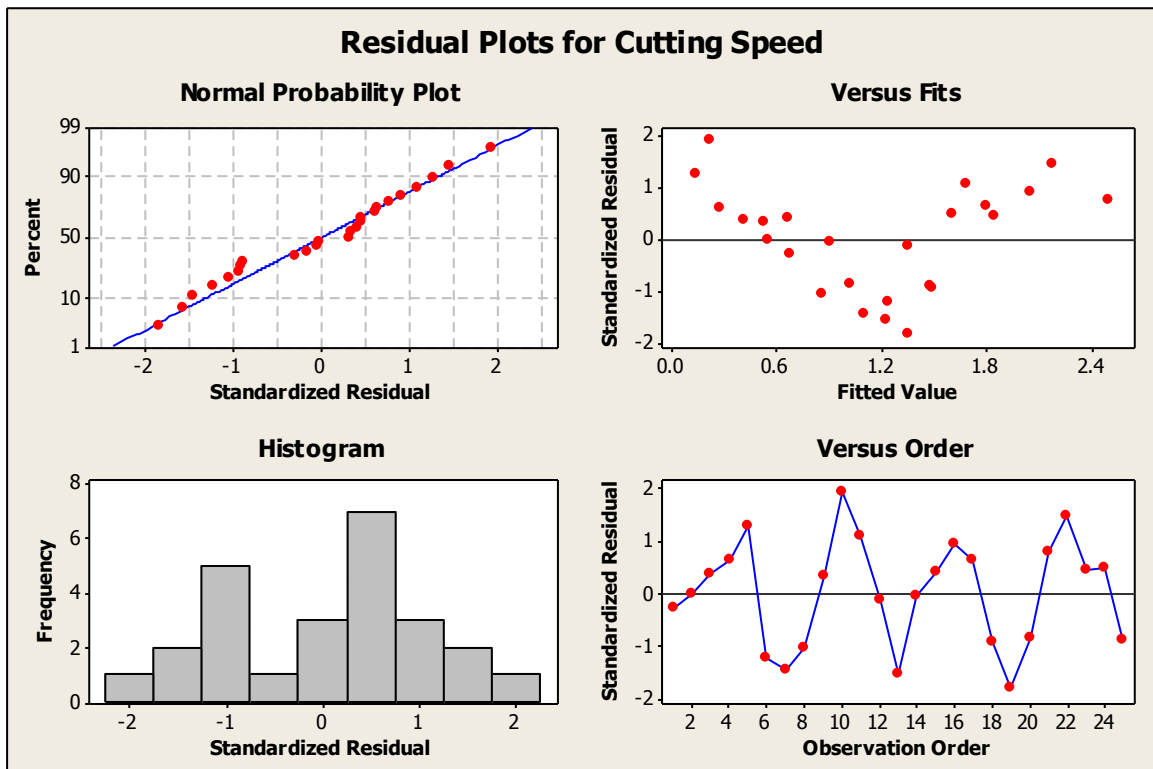 Residual Plots for Cutting Speed
Normal Probability Plot
99
90
50
10
1
Percent
-2 -1 0 1 2
Standardized Residual
Versus Fits
2
1
0
-1
-2
Standardized Residual
0.0 0.6 1.2 1.8 2.4
Fitted Value
Histogram
8
6
4
2
0
Frequency
-2 -1 0 1 2
Standardized Residual
Versus Order
2
1
0
-1
-2
Standardized Residual
2 4 6 8 10 12 14 16 18 20 22 24
Observation Order